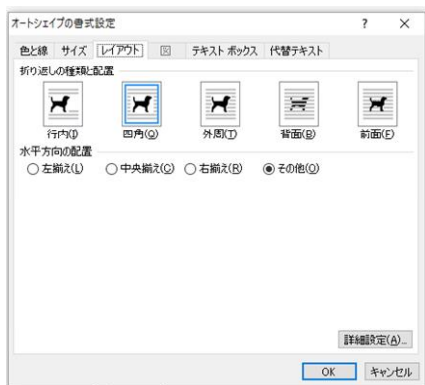 オートシェイプの書式設定 ? ×
色と線 サイズ レイアウト 図 テキスト ボックス 代替テキスト
折り返しの種類と配置
行内(I) 四角(Q) 外周(T) 背面(B) 前面(F)
水平方向の配置
左揃え(L) 中央揃え(C) 右揃え(R) その他(O)
詳細設定(A)...
OK キャンセル